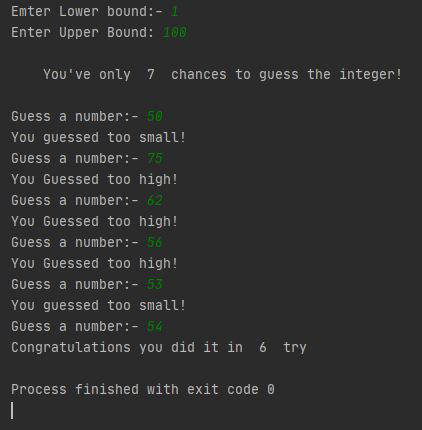 Emter Lower bound:- 1
Enter Upper Bound: 100
You've only  7  chances to guess the integer!
Guess a number:- 50
You guessed too small!
Guess a number:- 75
You Guessed too high!
Guess a number:- 62
You Guessed too high!
Guess a number:- 56
You Guessed too high!
Guess a number:- 53
You guessed too small!
Guess a number:- 54
Congratulations you did it in  6  try
Process finished with exit code 0